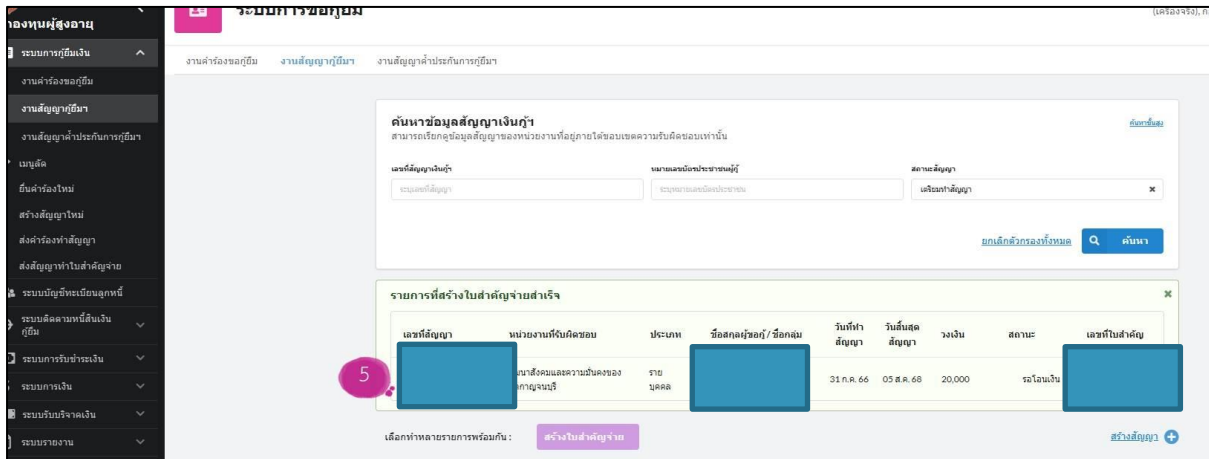 กองทุนผู้สูงอายุ
ระบบการขอกู้ยืม
(เครื่องจริง), ก
ระบบการกู้ยืมเงิน
งานคำร้องขอกู้ยืม
งานสัญญากู้ยืมฯ
งานสัญญาค้ำประกันการกู้ยืมฯ
เมนูลัด
ยื่นคำร้องใหม่
สร้างสัญญาใหม่
ส่งคำร้องทำสัญญา
ส่งสัญญาทำใบสำคัญจ่าย
ระบบบัญชีทะเบียนลูกหนี้
ระบบติดตามหนี้สินเงิน
กู้ยืม
ระบบการรับชำระเงิน
ระบบการเงิน
ระบบรับบริจาคเงิน
ระบบรายงาน
งานคำร้องขอกู้ยืม งานสัญญากู้ยืมฯ งานสัญญาค้ำประกันการกู้ยืมฯ
ค้นหาข้อมูลสัญญาเงินกู้ฯ
ค้นหาขั้นสูง
สามารถเรียกดูข้อมูลสัญญาของหน่วยงานที่อยู่ภายใต้ขอบเขตความรับผิดชอบเท่านั้น
เลขที่สัญญาเงินกู้ฯ หมายเลขบัตรประชาชนผู้กู้ สถานะสัญญา
ระบุเลขที่สัญญา ระบุหมายเลขบัตรประชาชน เตรียมทำสัญญา
ยกเลิกตัวกรองทั้งหมด ค้นหา
รายการที่สร้างใบสำคัญจ่ายสำเร็จ
เลขที่สัญญา หน่วยงานที่รับผิดชอบ ประเภท ชื่อสกุลผู้ขอกู้/ชื่อกลุ่ม วันที่ทำ วันสิ้นสุด วงเงิน สถานะ เลขที่ใบสำคัญ
สัญญา สัญญา
5
ฒนาสังคมและความมั่นคงของ ราย
กาญจนบุรี บุคคล
31 ก.ค. 66 05 ส.ค. 68 20,000 รอโอนเงิน
เลือกทำหลายรายการพร้อมกัน : สร้างใบสำคัญจ่าย สร้างสัญญา